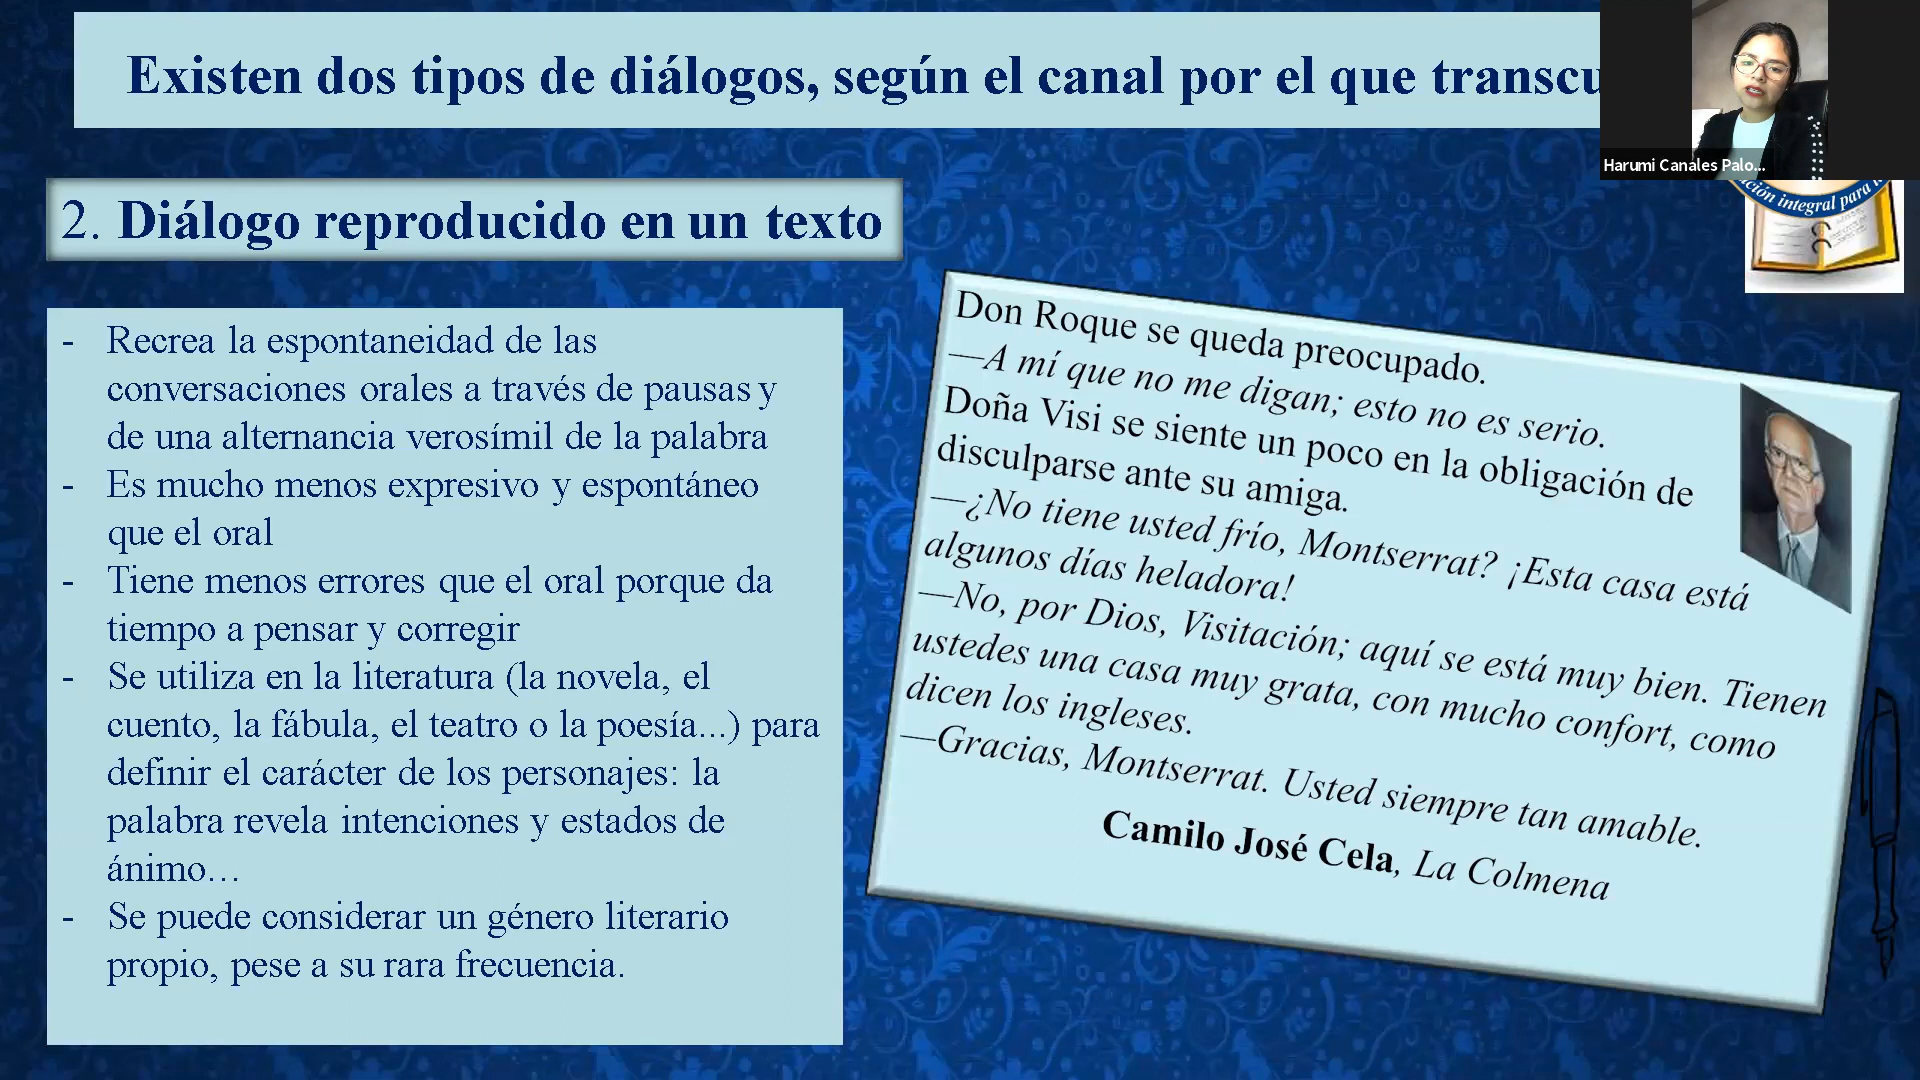 Existen dos tipos de diálogos, según el canal por el que
Harumi Canales Palo...
integral para
2. Diálogo reproducido en un texto
- Recrea la espontaneidad de las
conversaciones orales a través de pausas y
de una alternancia verosímil de la palabra
- Es mucho menos expresivo y espontáneo
que el oral
- Tiene menos errores que el oral porque da
tiempo a pensar y corregir
- Se utiliza en la literatura (la novela, el
cuento, la fábula, el teatro o la poesía...) para
definir el carácter de los personajes: la
palabra revela intenciones y estados de
ánimo…
- Se puede considerar un género literario
propio, pese a su rara frecuencia.
Don Roque se queda preocupado.
—A mí que no me digan; esto no es serio.
Doña Visi se siente un poco en la obligación de
disculparse ante su amiga.
—¿No tiene usted frío, Montserrat? ¡Esta casa está
algunos días heladora!
—No, por Dios, Visitación; aquí se está muy bien. Tienen
ustedes una casa muy grata, con mucho confort, como
dicen los ingleses.
—Gracias, Montserrat. Usted siempre tan amable.
Camilo José Cela, La Colmena